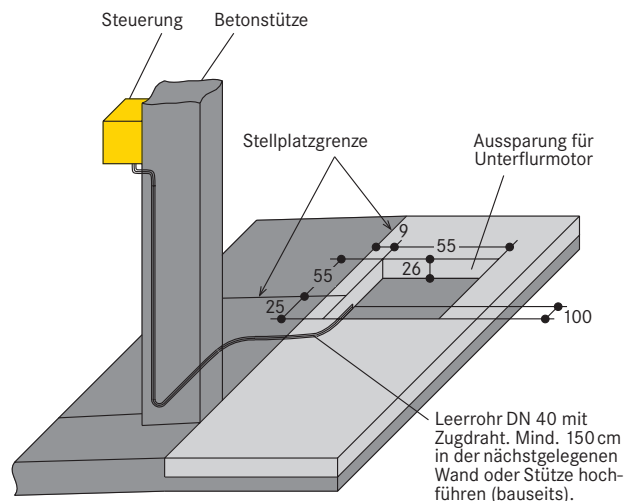 Steuerung
Betonstütze
Stellplatzgrenze
Aussparung für
Unterflurmotor
9
55
55
26
25
100
Leerrohr DN 40 mit
Zugdraht. Mind. 150 cm
in der nächstgelegenen
Wand oder Stütze hoch-
führen (bauseits).